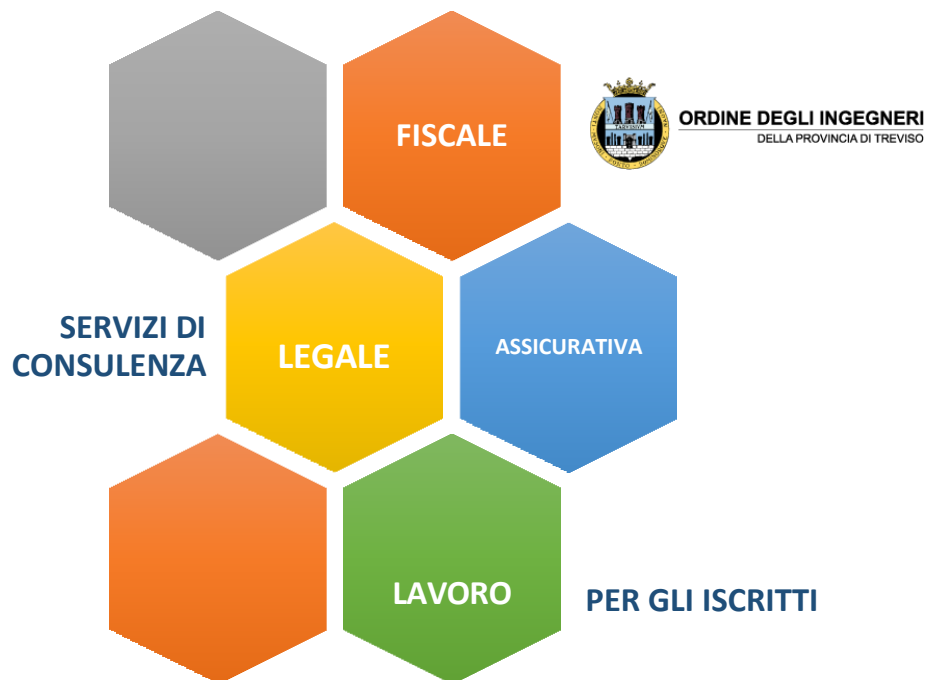 FISCALE
ORDINE DEGLI INGEGNERI
DELLA PROVINCIA DI TREVISO
SERVIZI DI
CONSULENZA
LEGALE
ASSICURATIVA
LAVORO
PER GLI ISCRITTI